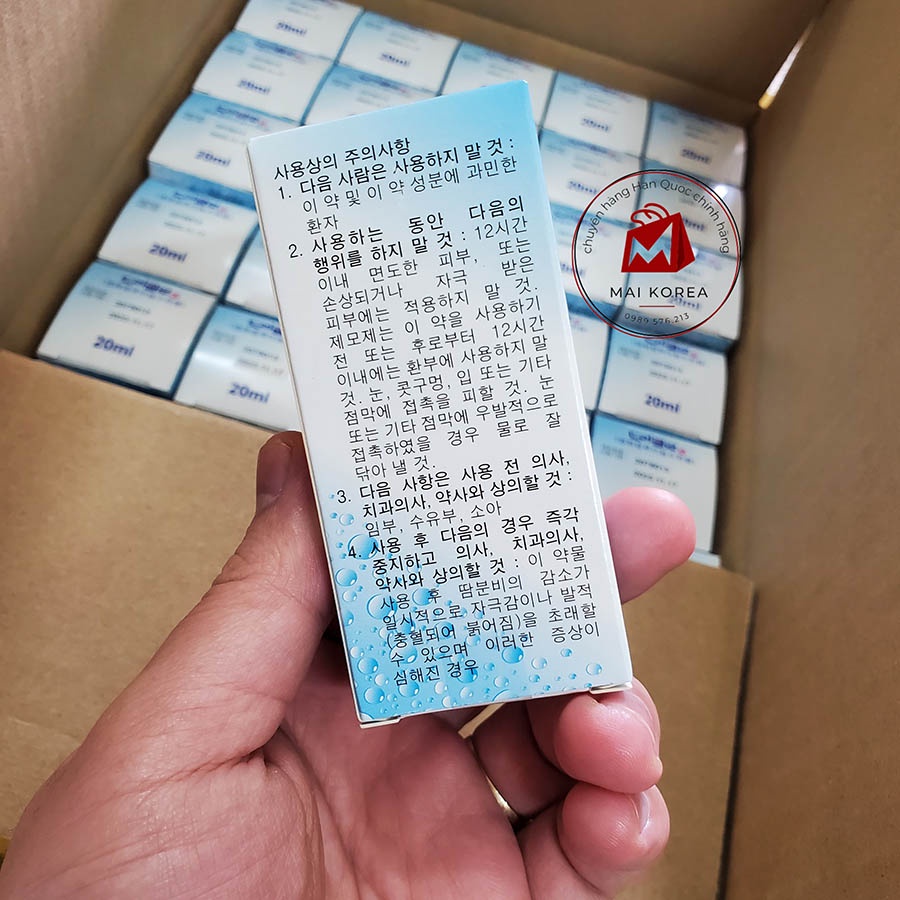 사용상의 주의사항
1. 다음 사람은 사용하지 말 것 :
이 약 및 이 약 성분에 과민한
환자
2. 사용하는 동안 다음의
행위를 하지 말 것 : 12시간
이내 면도한 피부, 또는
손상되거나 자극 받은
피부에는 적용하지 말 것.
제모제는 이 약을 사용하기
전 또는 후로부터 12시간
이내에는 환부에 사용하지 말
것. 눈, 콧구멍, 입 또는 기타
점막에 접촉을 피할 것. 눈
또는 기타 점막에 우발적으로
접촉하였을 경우 물로 잘
닦아 낼 것.
3. 다음 사항은 사용 전 의사,
치과의사, 약사와 상의할 것 :
임부, 수유부, 소아
4. 사용 후 다음의 경우 즉각
중지하고 의사, 치과의사,
약사와 상의할 것 : 이 약물
사용 후 땀분비의 감소가
일시적으로 자극감이나 발적
(충혈되어 붉어짐)을 초래할
수 있으며 이러한 증상이
심해진 경우
chuyên hàng Hàn Quốc chính hãng
MAI KOREA
0989.576.213
20ml
20ml
20ml
20ml
20ml
20ml
20ml
20ml
20ml
20ml